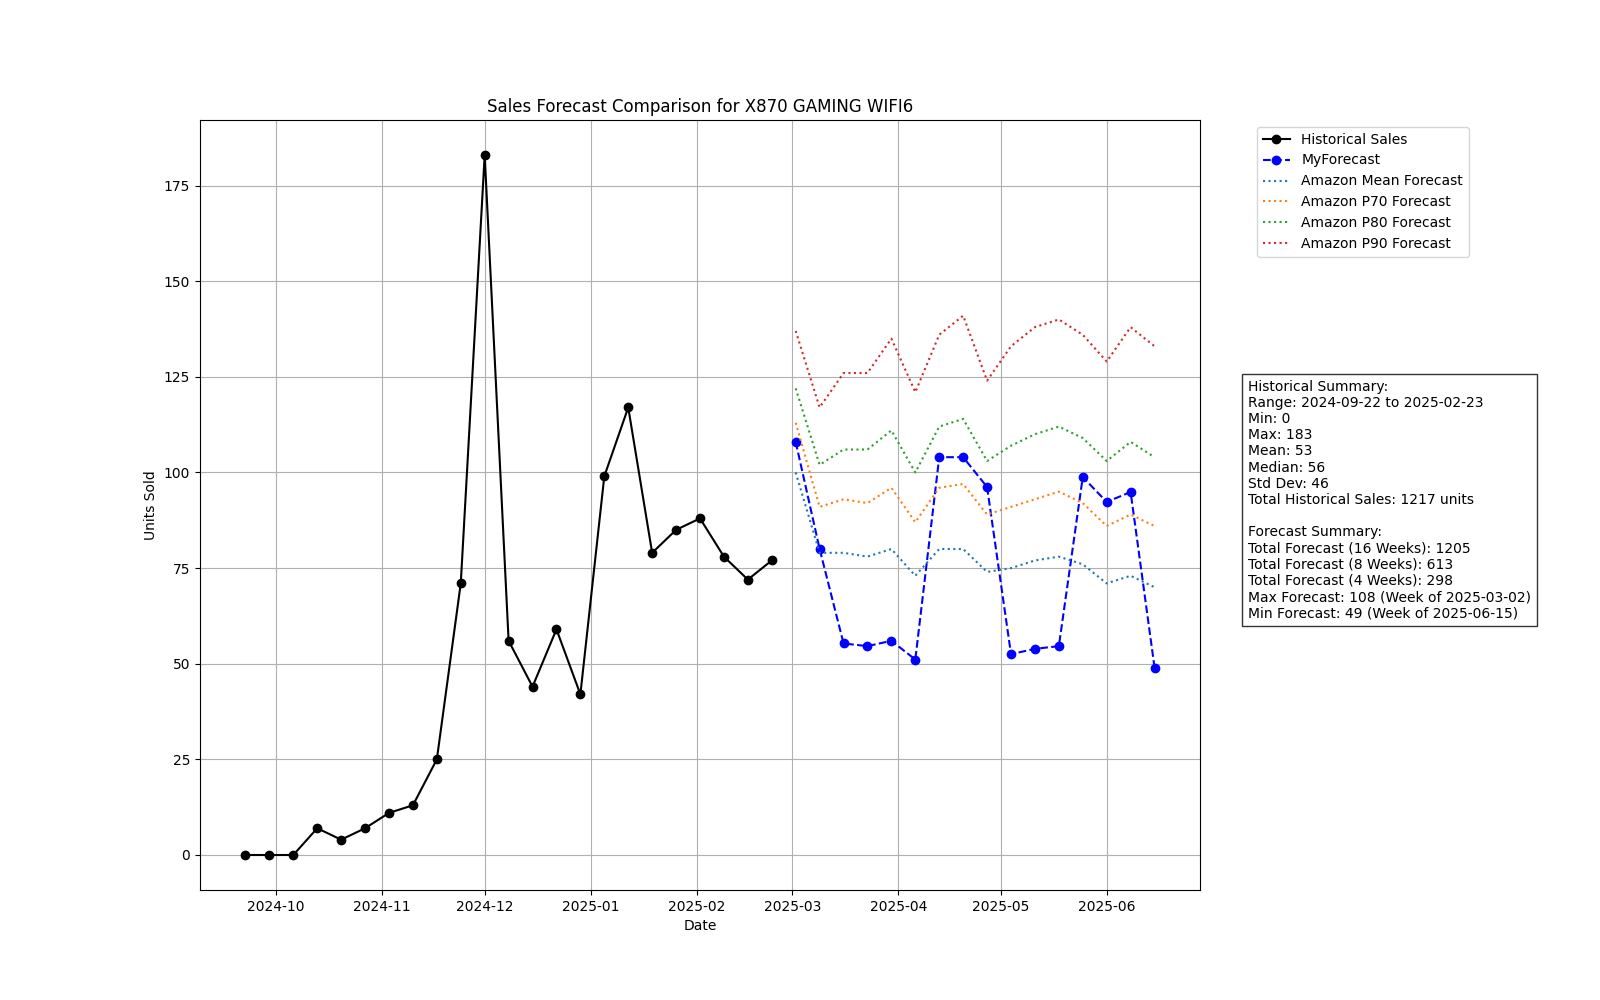 Sales Forecast Comparison for X870 GAMING WIFI6
Historical Sales
MyForecast
Amazon Mean Forecast
Amazon P70 Forecast
Amazon P80 Forecast
Amazon P90 Forecast
175
150
125
100
75
50
25
0
Units Sold
2024-10
2024-11
2024-12
2025-01
2025-02
2025-03
2025-04
2025-05
2025-06
Date
Historical Summary:
Range: 2024-09-22 to 2025-02-23
Min: 0
Max: 183
Mean: 53
Median: 56
Std Dev: 46
Total Historical Sales: 1217 units
Forecast Summary:
Total Forecast (16 Weeks): 1205
Total Forecast (8 Weeks): 613
Total Forecast (4 Weeks): 298
Max Forecast: 108 (Week of 2025-03-02)
Min Forecast: 49 (Week of 2025-06-15)